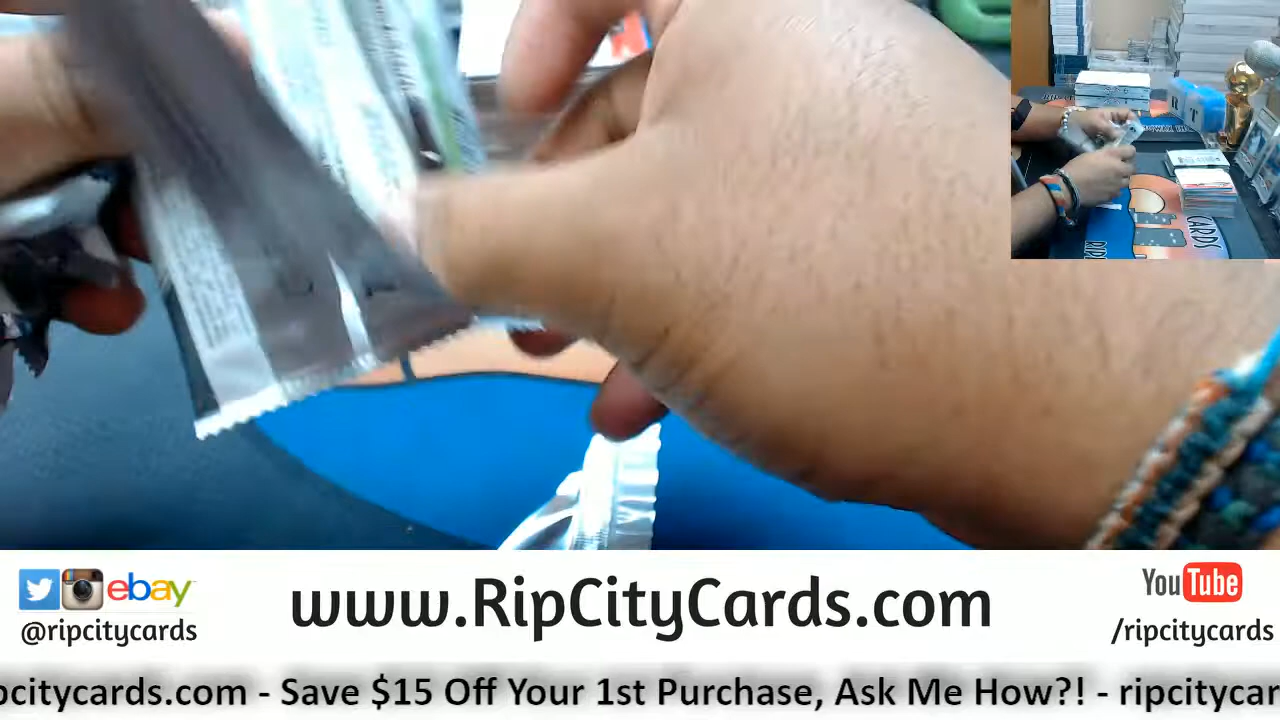 CARDS
ebay
@ripcitycards
www.RipCityCards.com
YouTube
/ripcitycards
pcitycards.com - Save $15 Off Your 1st Purchase, Ask Me How?! - ripcitycar